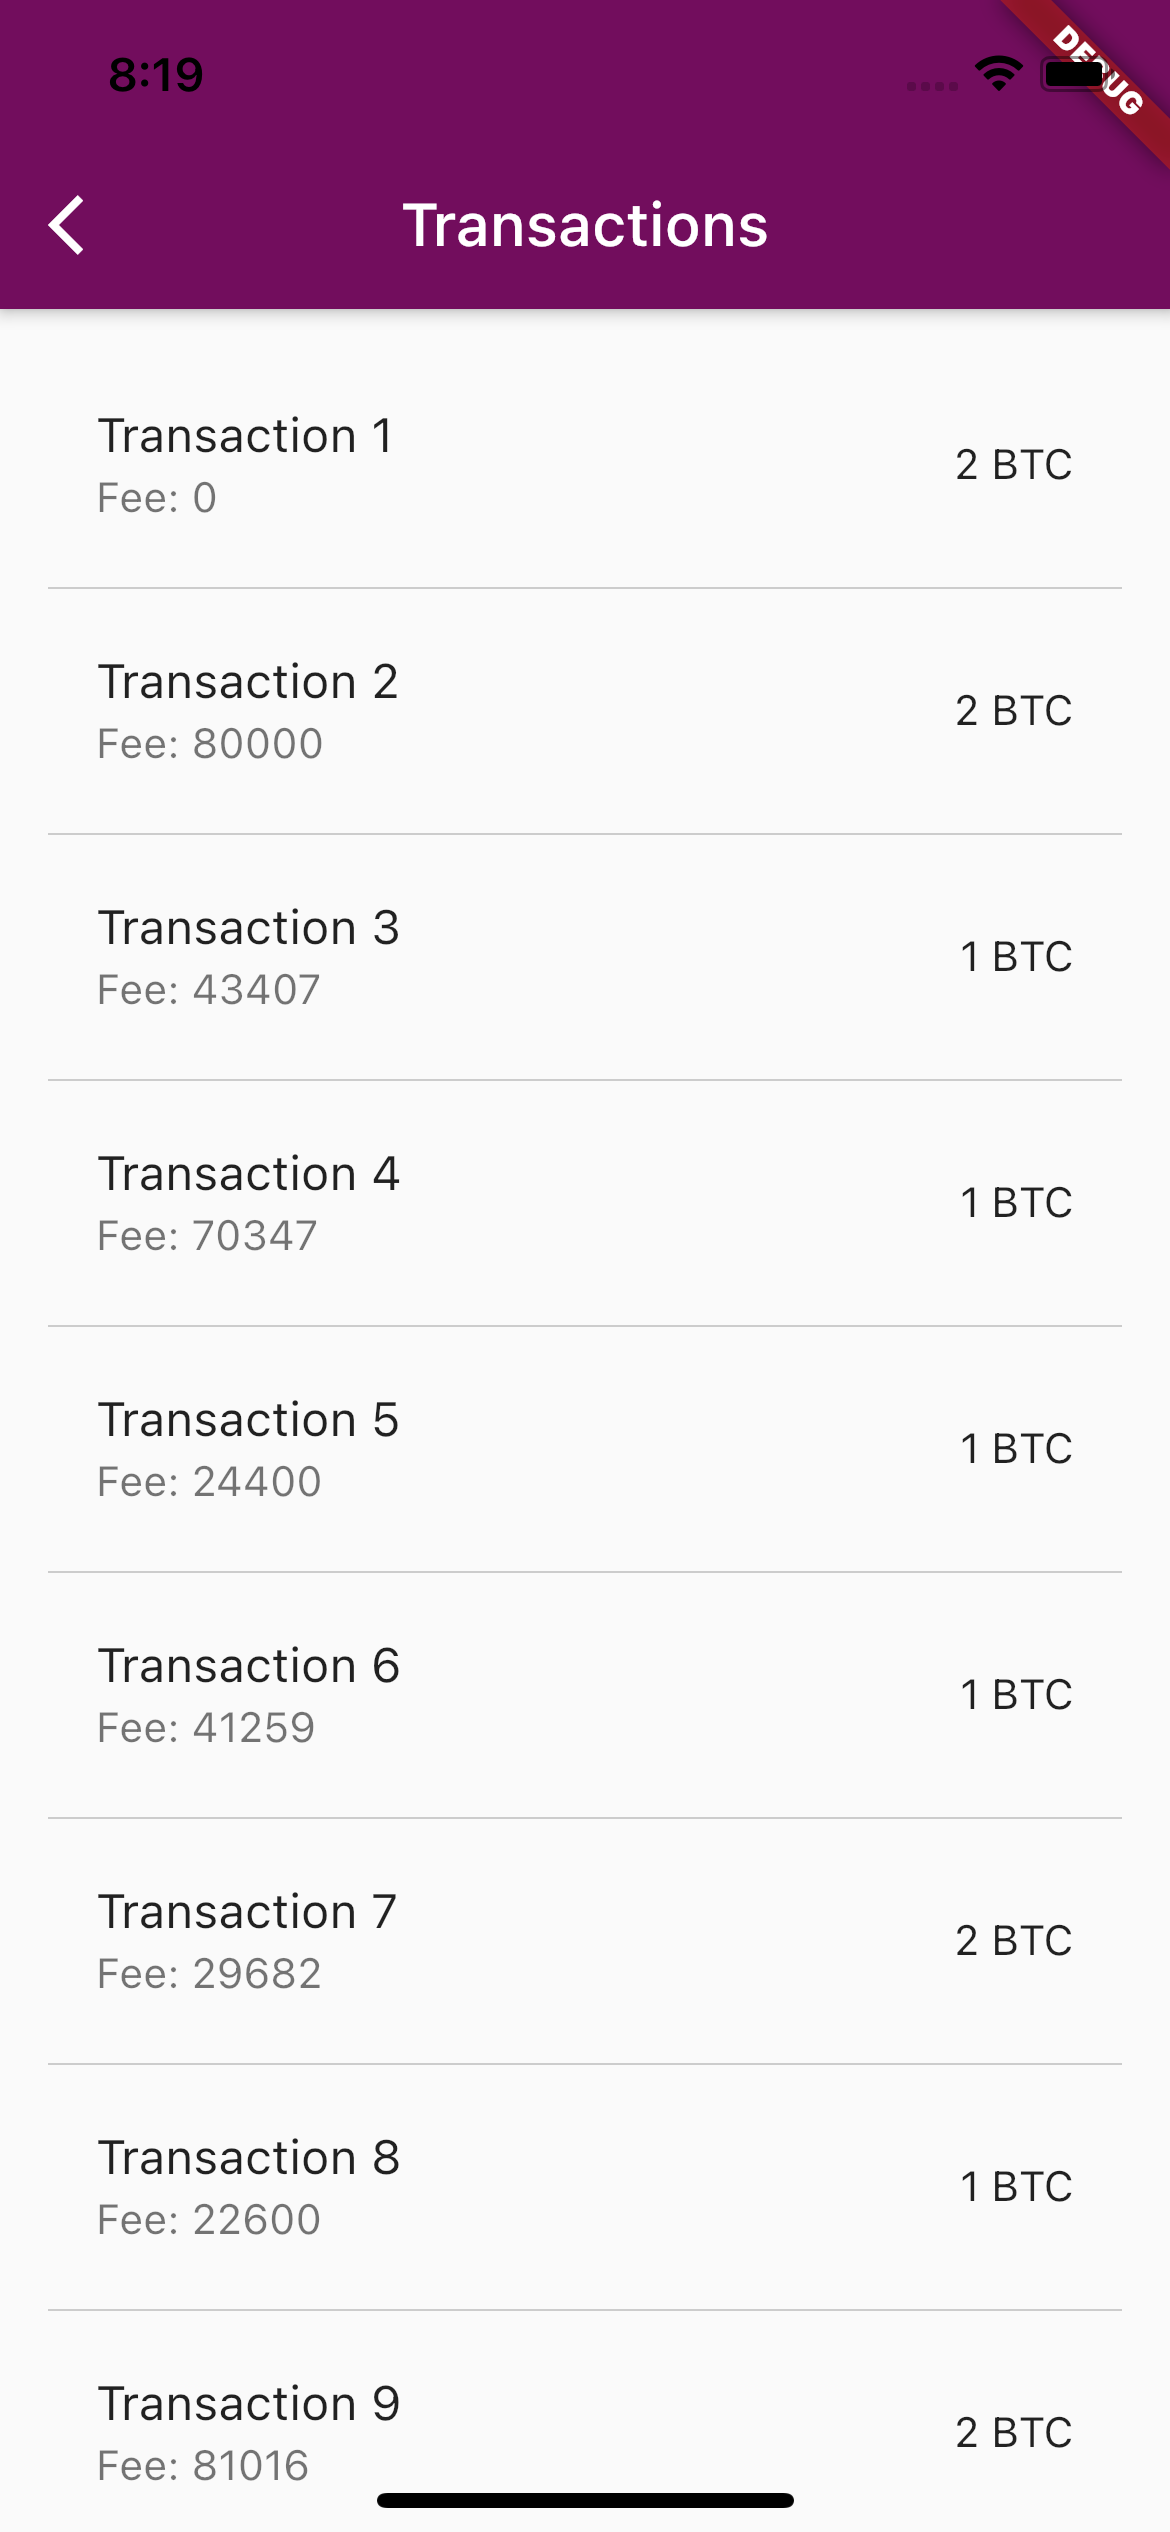 8:19
DEBUG
Transactions
Transaction 1
Fee: 0
2 BTC
Transaction 2
Fee: 80000
2 BTC
Transaction 3
Fee: 43407
1 BTC
Transaction 4
Fee: 70347
1 BTC
Transaction 5
Fee: 24400
1 BTC
Transaction 6
Fee: 41259
1 BTC
Transaction 7
Fee: 29682
2 BTC
Transaction 8
Fee: 22600
1 BTC
Transaction 9
Fee: 81016
2 BTC